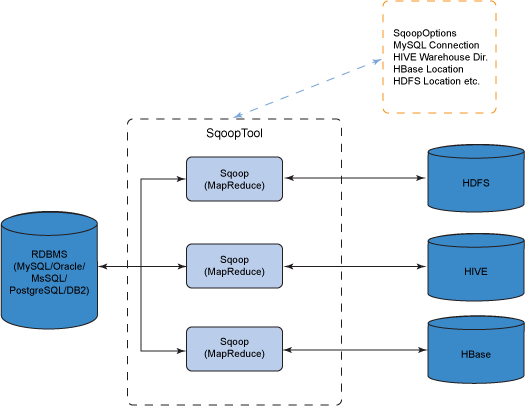 SqoopOptions
MySQL Connection
HIVE Warehouse Dir.
HBase Location
HDFS Location etc.
SqoopTool
Sqoop
(MapReduce)
HDFS
RDBMS
(MySQL/Oracle/
MsSQL/
PostgreSQL/DB2)
Sqoop
(MapReduce)
HIVE
Sqoop
(MapReduce)
HBase